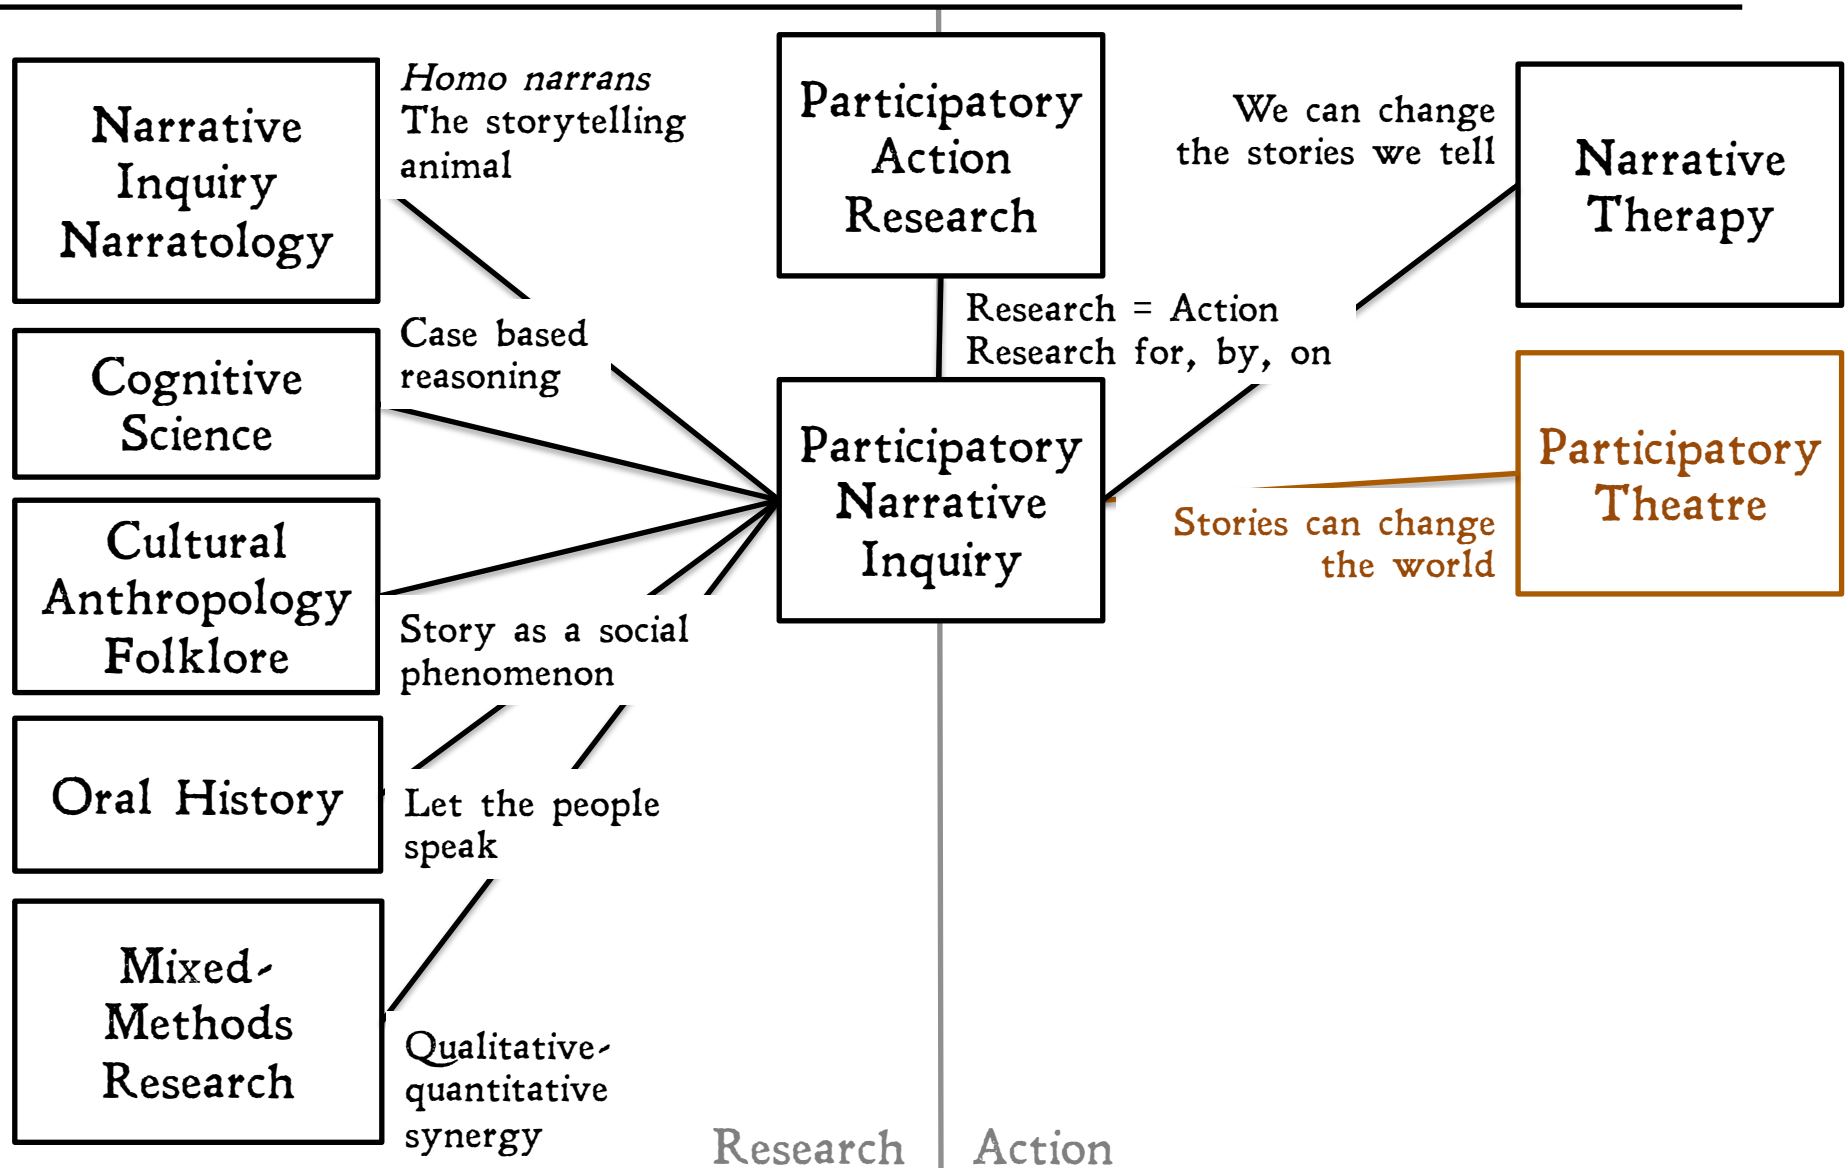 Narrative
Inquiry
Narratology
Homo narrans
The storytelling
animal
Cognitive
Science
Case based
reasoning
Cultural
Anthropology
Folklore
Story as a social
phenomenon
Oral History
Let the people
speak
Mixed-
Methods
Research
Qualitative-
quantitative
synergy
Participatory
Action
Research
Research = Action
Research for, by, on
Participatory
Narrative
Inquiry
We can change
the stories we tell
Narrative
Therapy
Stories can change
the world
Participatory
Theatre
Research
Action